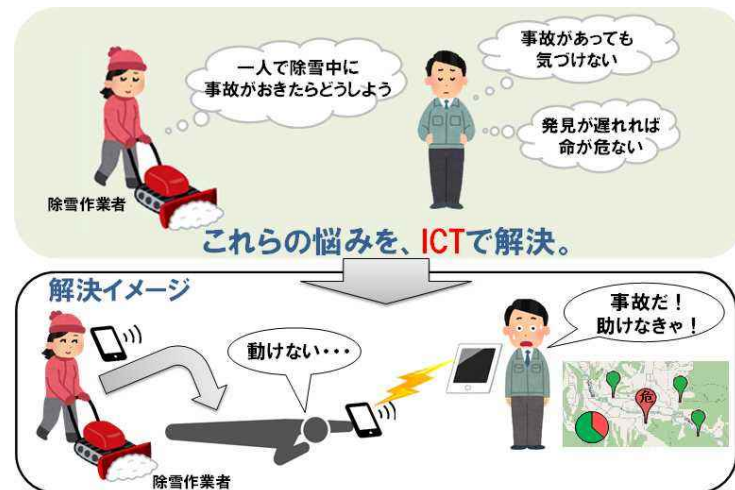 一人で除雪中に
事故がおきたらどうしよう
事故があっても
気づけない
発見が遅れれば
命が危ない
除雪作業者
これらの悩みを、ICTで解決。
解決イメージ
動けない・・・
事故だ！
助けなきゃ！
危
除雪作業者